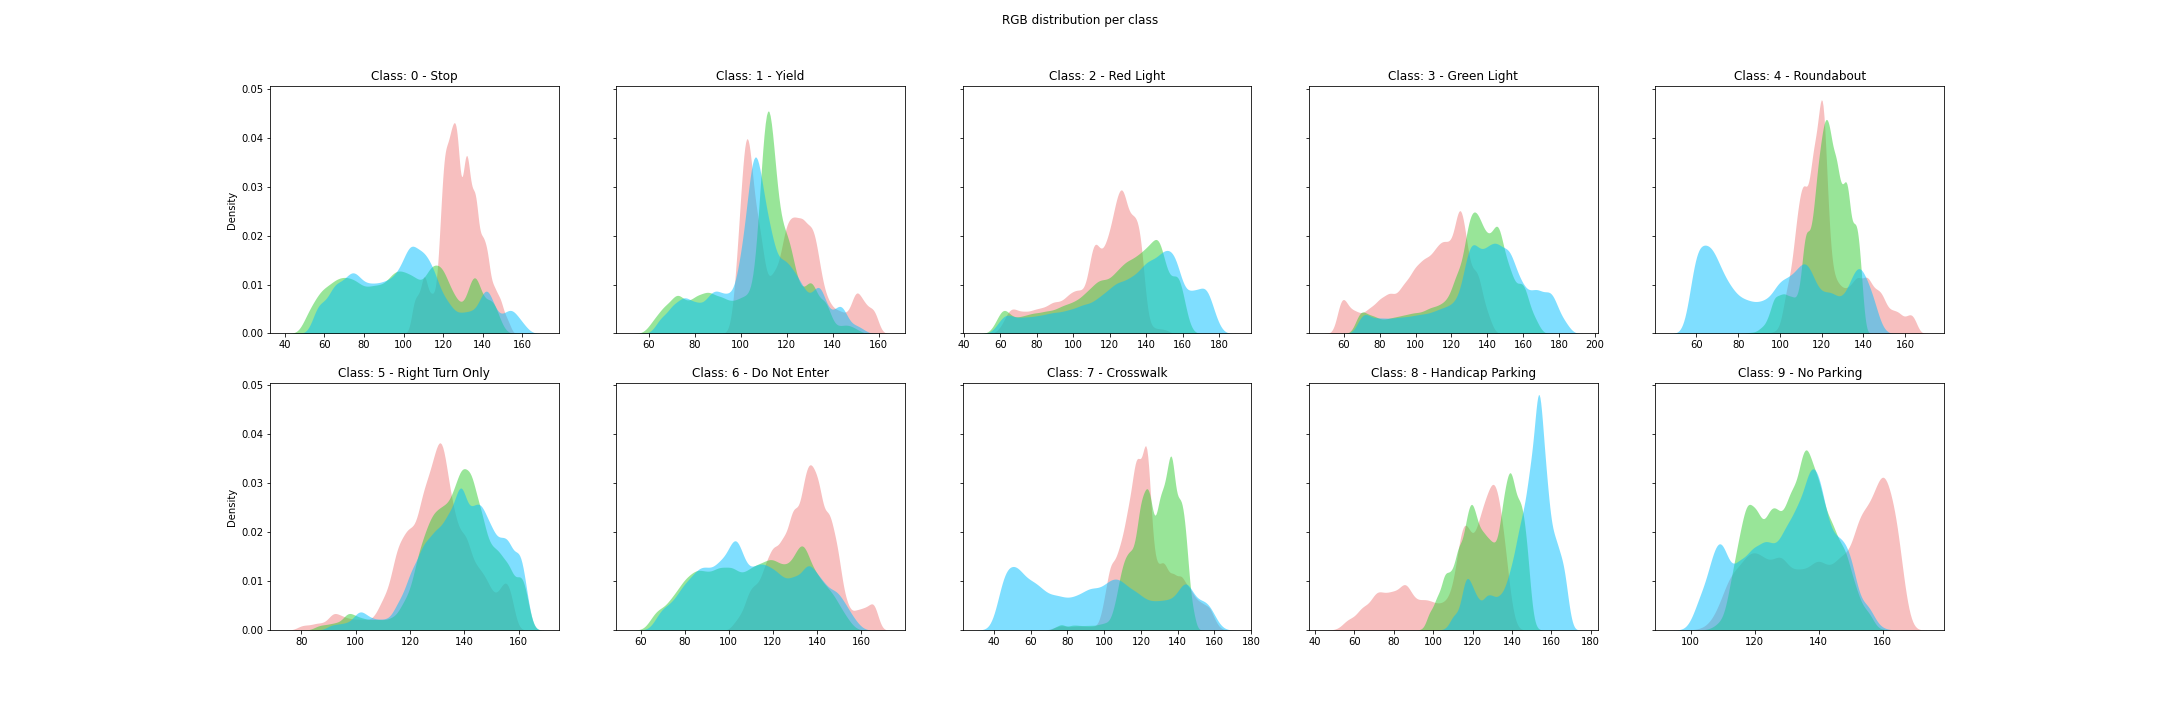 RGB distribution per class
Class: 0 - Stop
Class: 1 - Yield
Class: 2 - Red Light
Class: 3 - Green Light
Class: 4 - Roundabout
0.05
0.04
0.03
0.02
0.01
0.00
Density
40 60 80 100 120 140 160
60 80 100 120 140 160
40 60 80 100 120 140 160 180
60 80 100 120 140 160 180 200
60 80 100 120 140 160
Class: 5 - Right Turn Only
Class: 6 - Do Not Enter
Class: 7 - Crosswalk
Class: 8 - Handicap Parking
Class: 9 - No Parking
0.05
0.04
0.03
0.02
0.01
0.00
Density
80 100 120 140 160
60 80 100 120 140 160 180
40 60 80 100 120 140 160 180
40 60 80 100 120 140 160 180
100 120 140 160